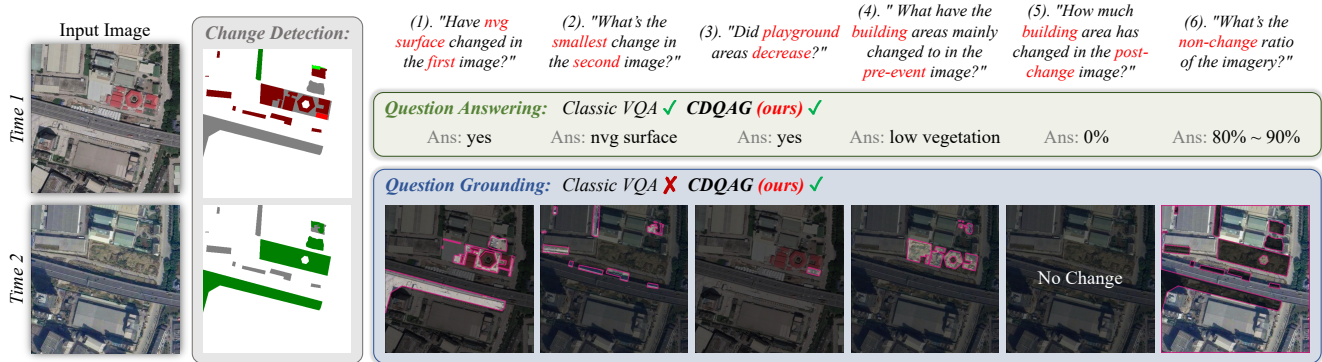 Input Image
Time 1
Time 2
Change Detection:
(1). "Have nvg
surface changed in
the first image?"
(2). "What's the
smallest change in
the second image?"
(3). "Did playground
areas decrease?"
(4). " What have the
building areas mainly
changed to in the
pre-event image?"
(5). "How much
building area has
changed in the post-
change image?"
(6). "What's the
non-change ratio
of the imagery?"
Question Answering: Classic VQA ✓ CDQAG (ours) ✓
Ans: yes
Ans: nvg surface
Ans: yes
Ans: low vegetation
Ans: 0%
Ans: 80% ~ 90%
Question Grounding: Classic VQA ✗ CDQAG (ours) ✓
No Change